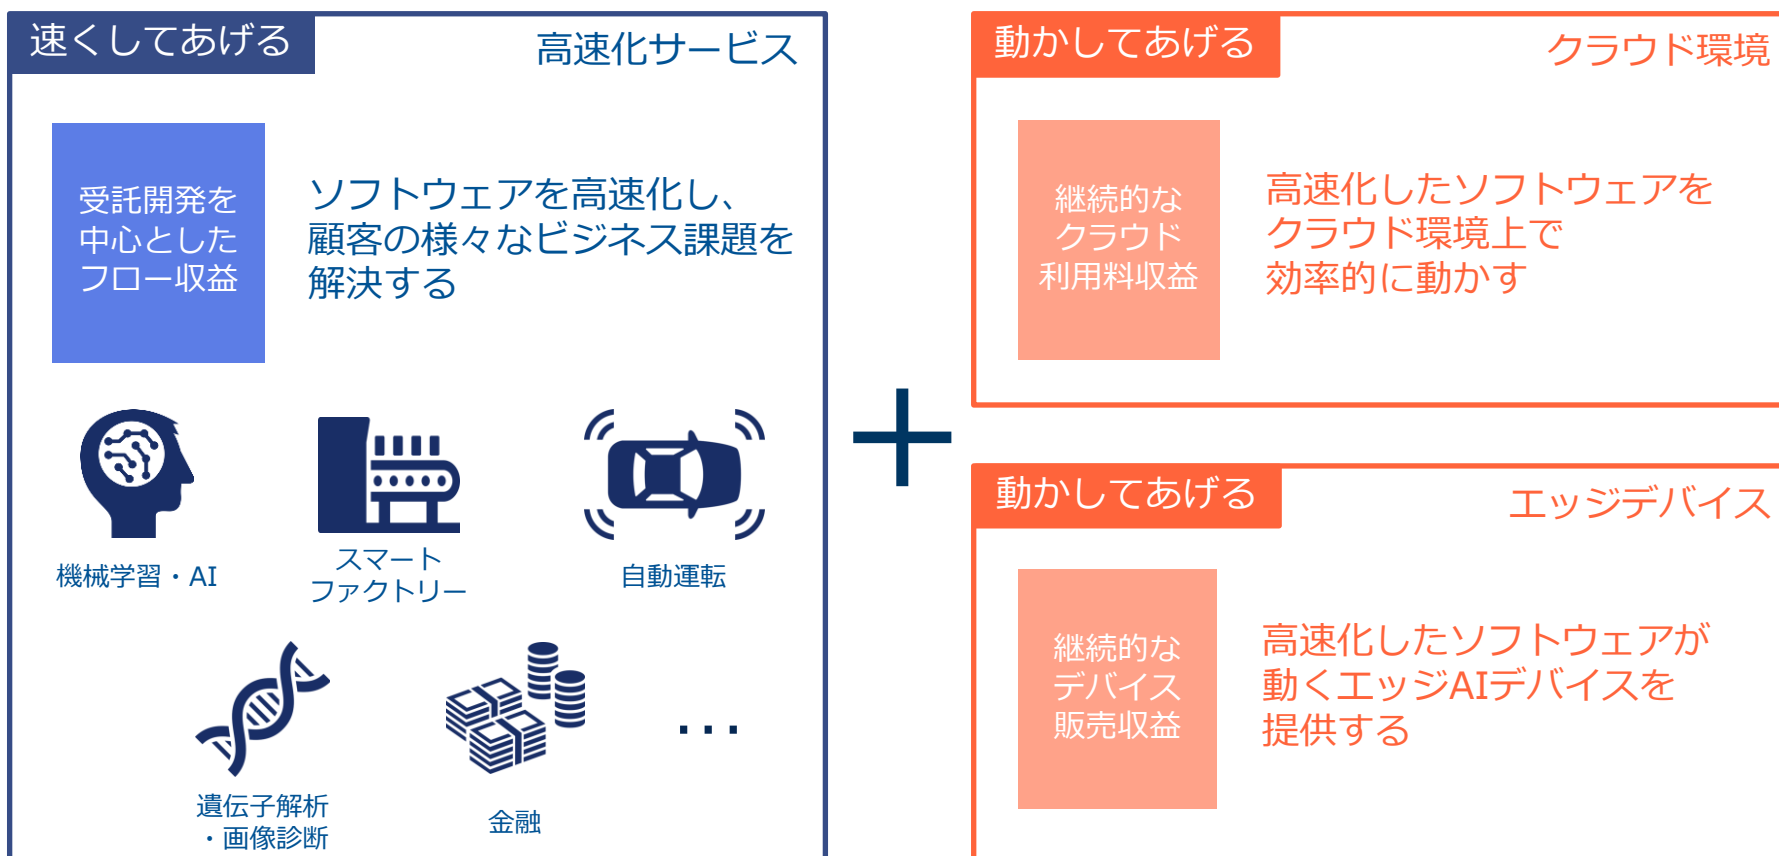 速くしてあげる
高速化サービス
受託開発を
中心とした
フロー収益
ソフトウェアを高速化し、
顧客の様々なビジネス課題を
解決する
機械学習・AI
スマート
ファクトリー
自動運転
遺伝子解析
・画像診断
金融
...
+
動かしてあげる
クラウド環境
継続的な
クラウド
利用料収益
高速化したソフトウェアを
クラウド環境上で
効率的に動かす
動かしてあげる
エッジデバイス
継続的な
デバイス
販売収益
高速化したソフトウェアが
動くエッジAIデバイスを
提供する